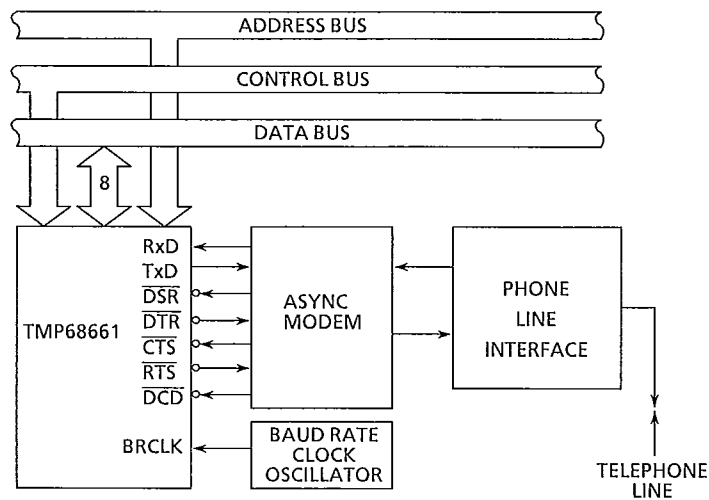 ADDRESS BUS
CONTROL BUS
DATA BUS
8
TMP68661
RxD
TxD
DSR
DTR
CTS
RTS
DCD
BRCLK
ASYNC
MODEM
PHONE
LINE
INTERFACE
BAUD RATE
CLOCK
OSCILLATOR
TELEPHONE
LINE